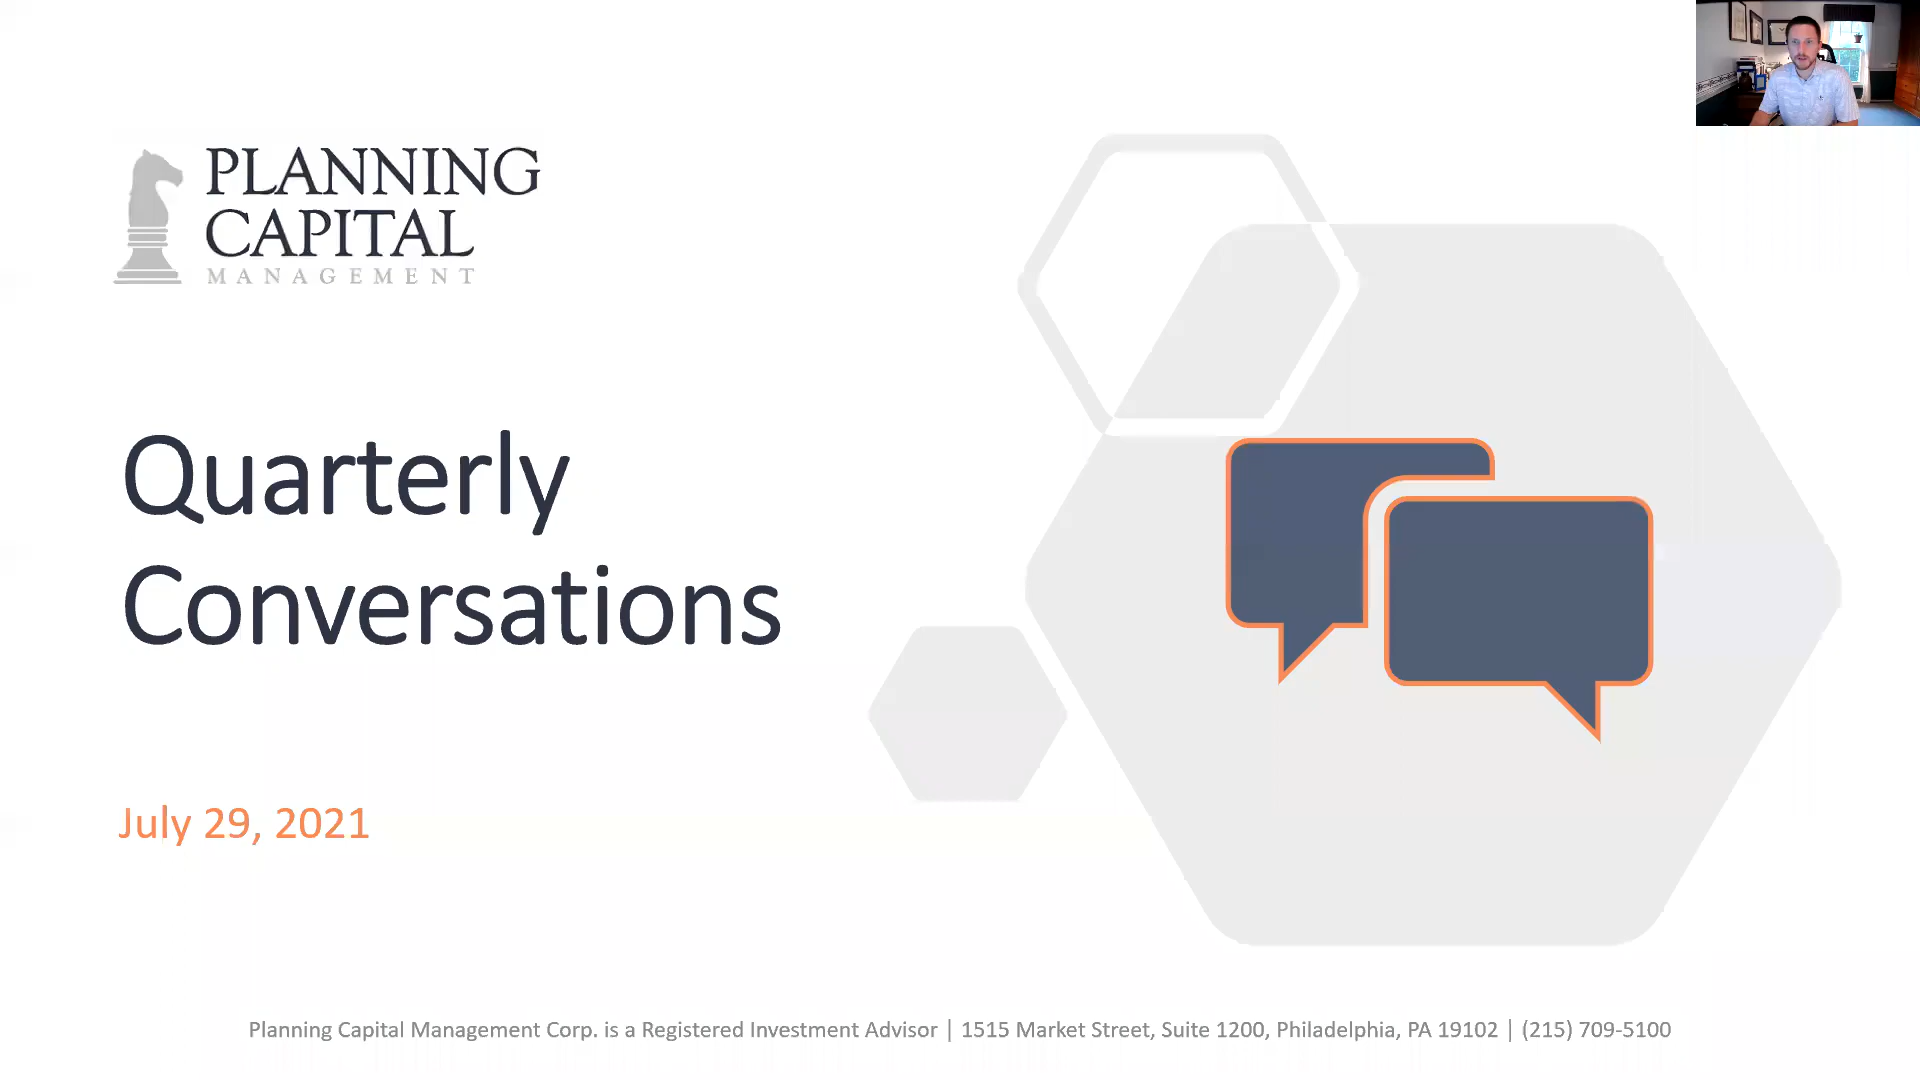 PLANNING
CAPITAL
MANAGEMENT
Quarterly
Conversations
July 29, 2021
Planning Capital Management Corp. is a Registered Investment Advisor | 1515 Market Street, Suite 1200, Philadelphia, PA 19102 | (215) 709-5100